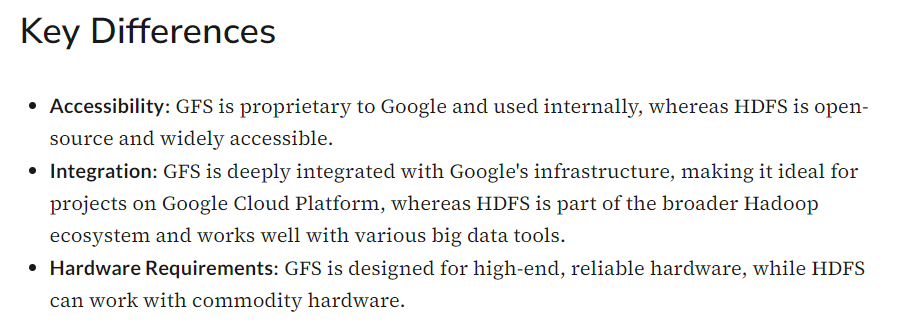 Key Differences
• Accessibility: GFS is proprietary to Google and used internally, whereas HDFS is open-
source and widely accessible.
• Integration: GFS is deeply integrated with Google's infrastructure, making it ideal for
projects on Google Cloud Platform, whereas HDFS is part of the broader Hadoop
ecosystem and works well with various big data tools.
• Hardware Requirements: GFS is designed for high-end, reliable hardware, while HDFS
can work with commodity hardware.